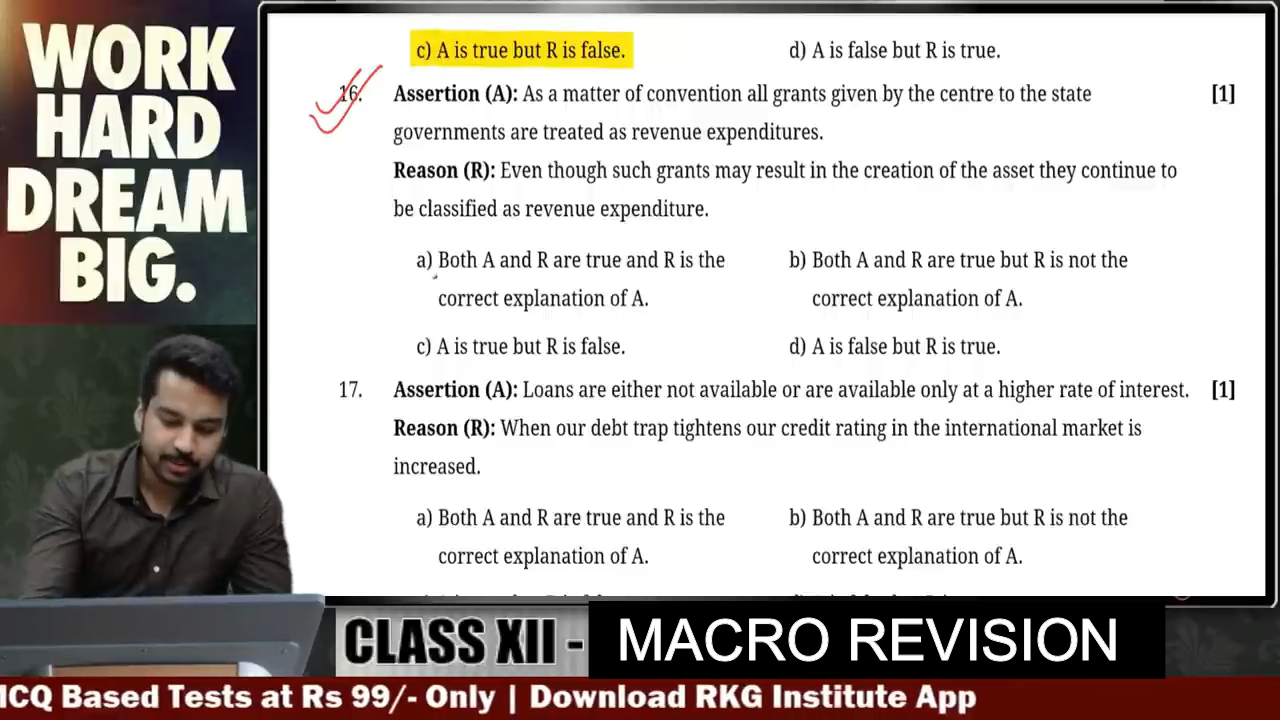 WORK
HARD
DREAM
BIG.
c) A is true but R is false.
d) A is false but R is true.
16. Assertion (A): As a matter of convention all grants given by the centre to the state [1]
governments are treated as revenue expenditures.
Reason (R): Even though such grants may result in the creation of the asset they continue to
be classified as revenue expenditure.
a) Both A and R are true and R is the
correct explanation of A.
b) Both A and R are true but R is not the
correct explanation of A.
c) A is true but R is false.
d) A is false but R is true.
17. Assertion (A): Loans are either not available or are available only at a higher rate of interest. [1]
Reason (R): When our debt trap tightens our credit rating in the international market is
increased.
a) Both A and R are true and R is the
correct explanation of A.
b) Both A and R are true but R is not the
correct explanation of A.
CLASS XII - MACRO REVISION
MCQ Based Tests at Rs 99/- Only | Download RKG Institute App